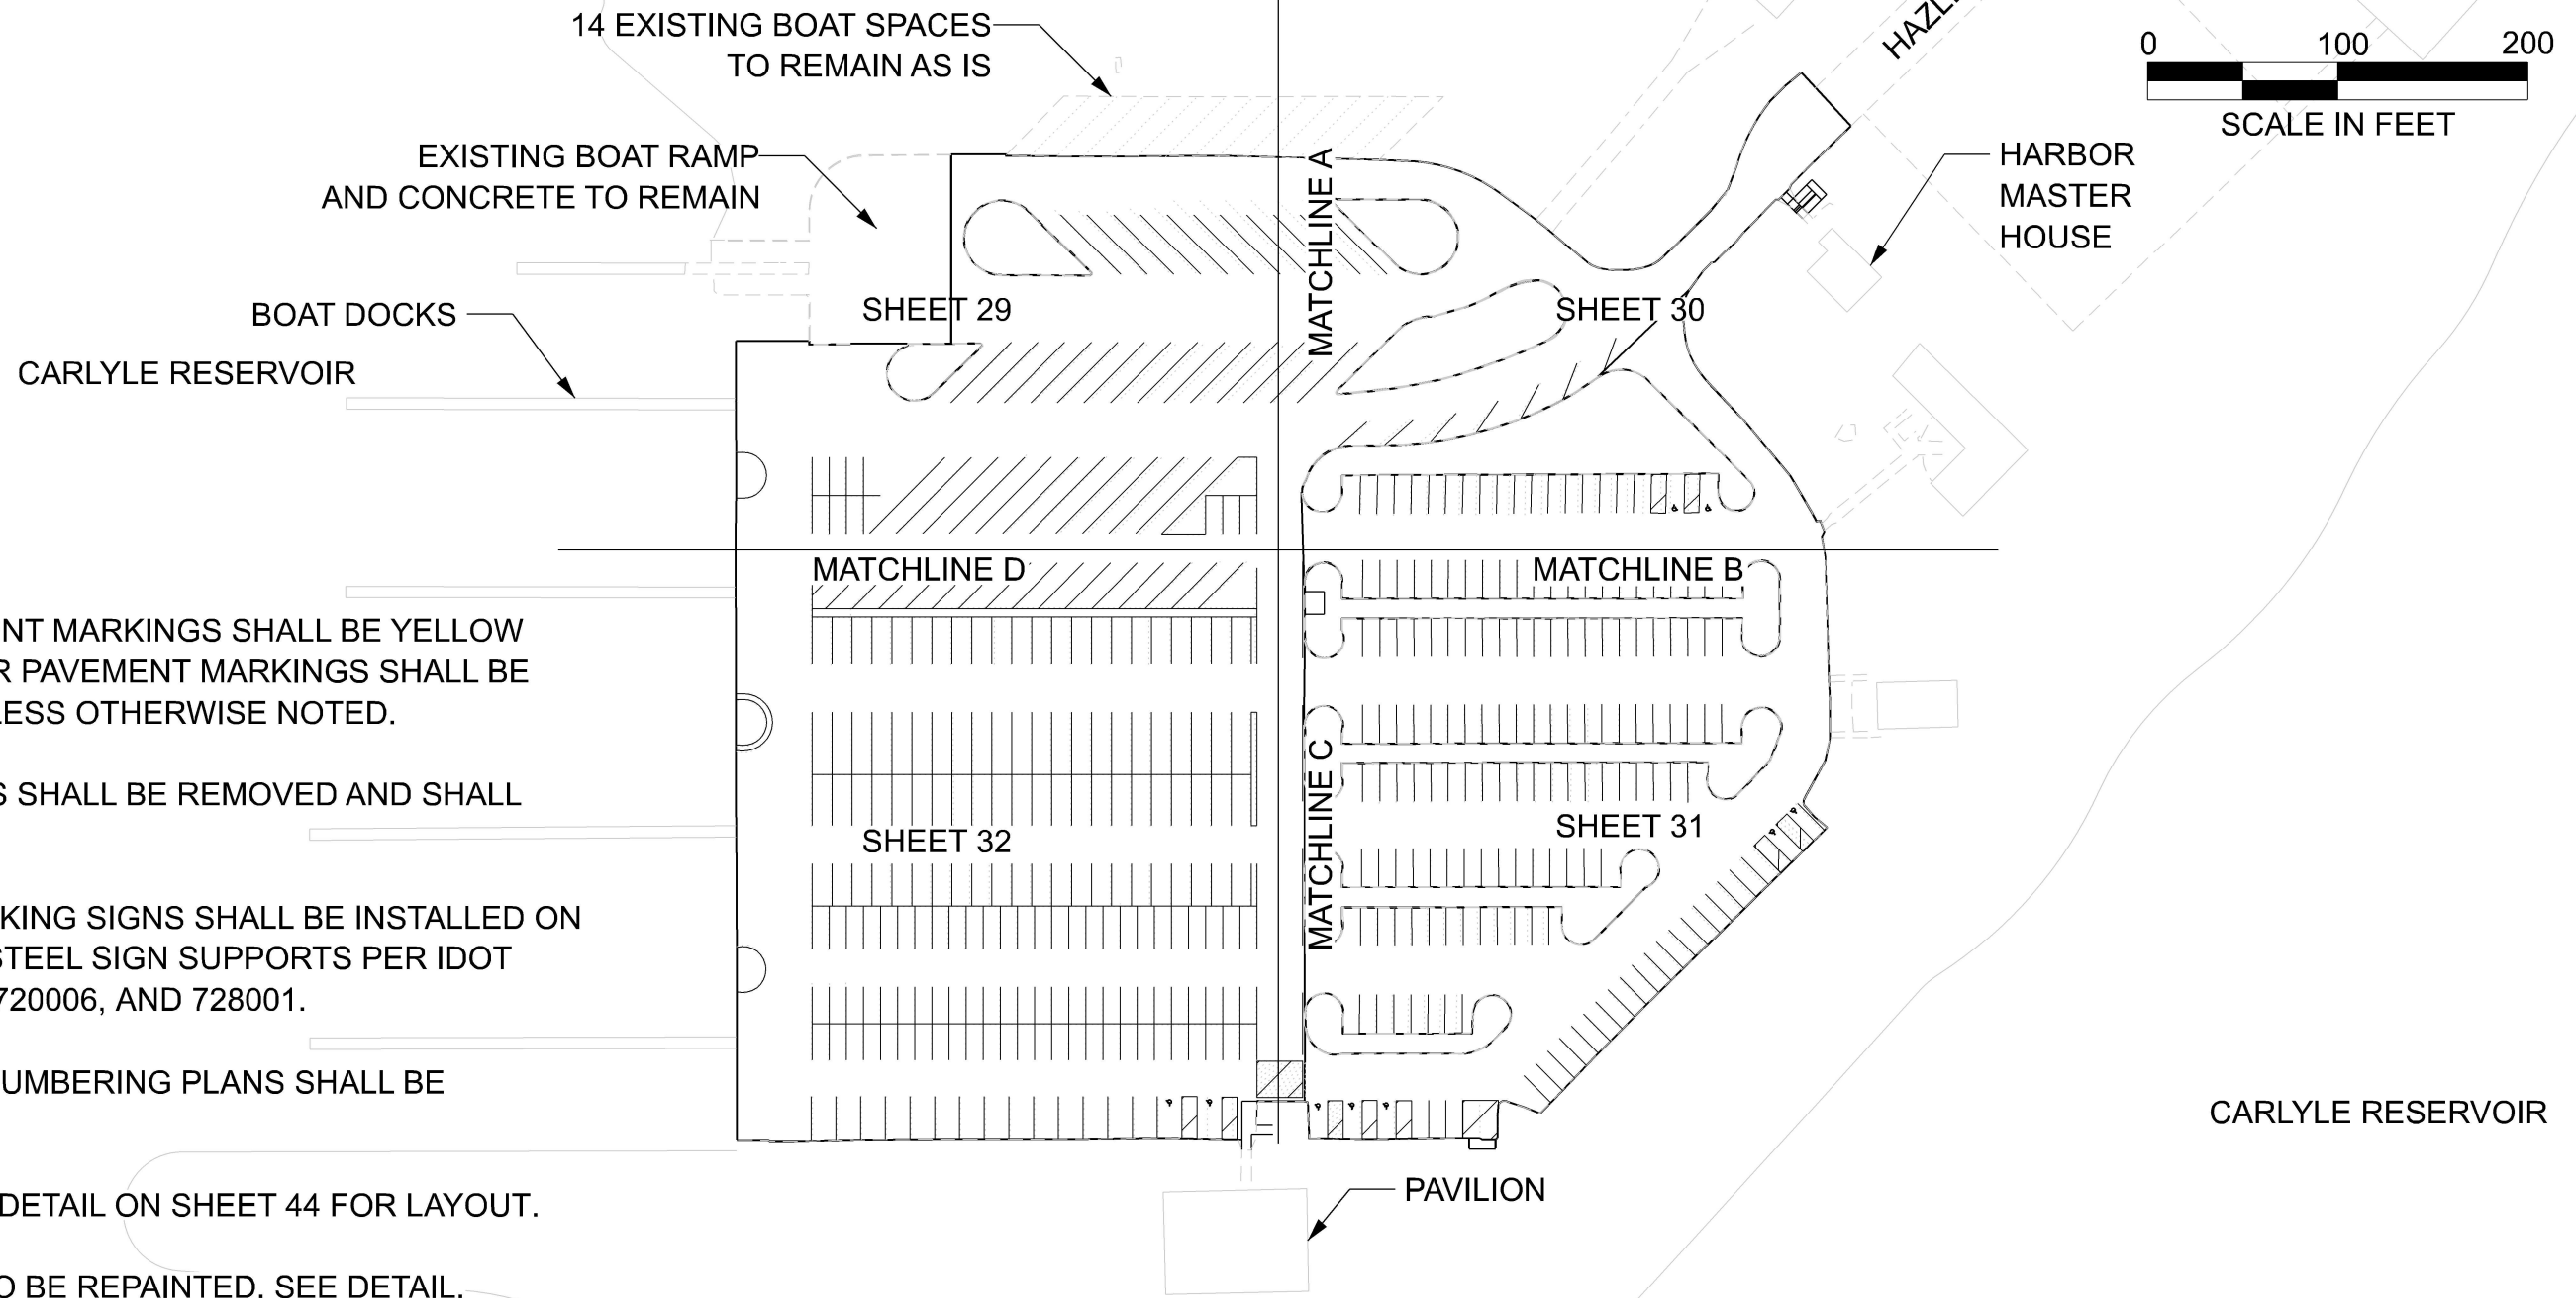 14 EXISTING BOAT SPACES
TO REMAIN AS IS
EXISTING BOAT RAMP
AND CONCRETE TO REMAIN
BOAT DOCKS
CARLYLE RESERVOIR
SHEET 29
MATCHLINE A
SHEET 30
0 100 200
SCALE IN FEET
HARBOR
MASTER
HOUSE
MATCHLINE D
MATCHLINE B
NT MARKINGS SHALL BE YELLOW
R PAVEMENT MARKINGS SHALL BE
LESS OTHERWISE NOTED.
S SHALL BE REMOVED AND SHALL
KING SIGNS SHALL BE INSTALLED ON
STEEL SIGN SUPPORTS PER IDOT
720006, AND 728001.
UMBERING PLANS SHALL BE
DETAIL ON SHEET 44 FOR LAYOUT.
O BE REPAINTED. SEE DETAIL.
SHEET 32
MATCHLINE C
SHEET 31
PAVILION
CARLYLE RESERVOIR